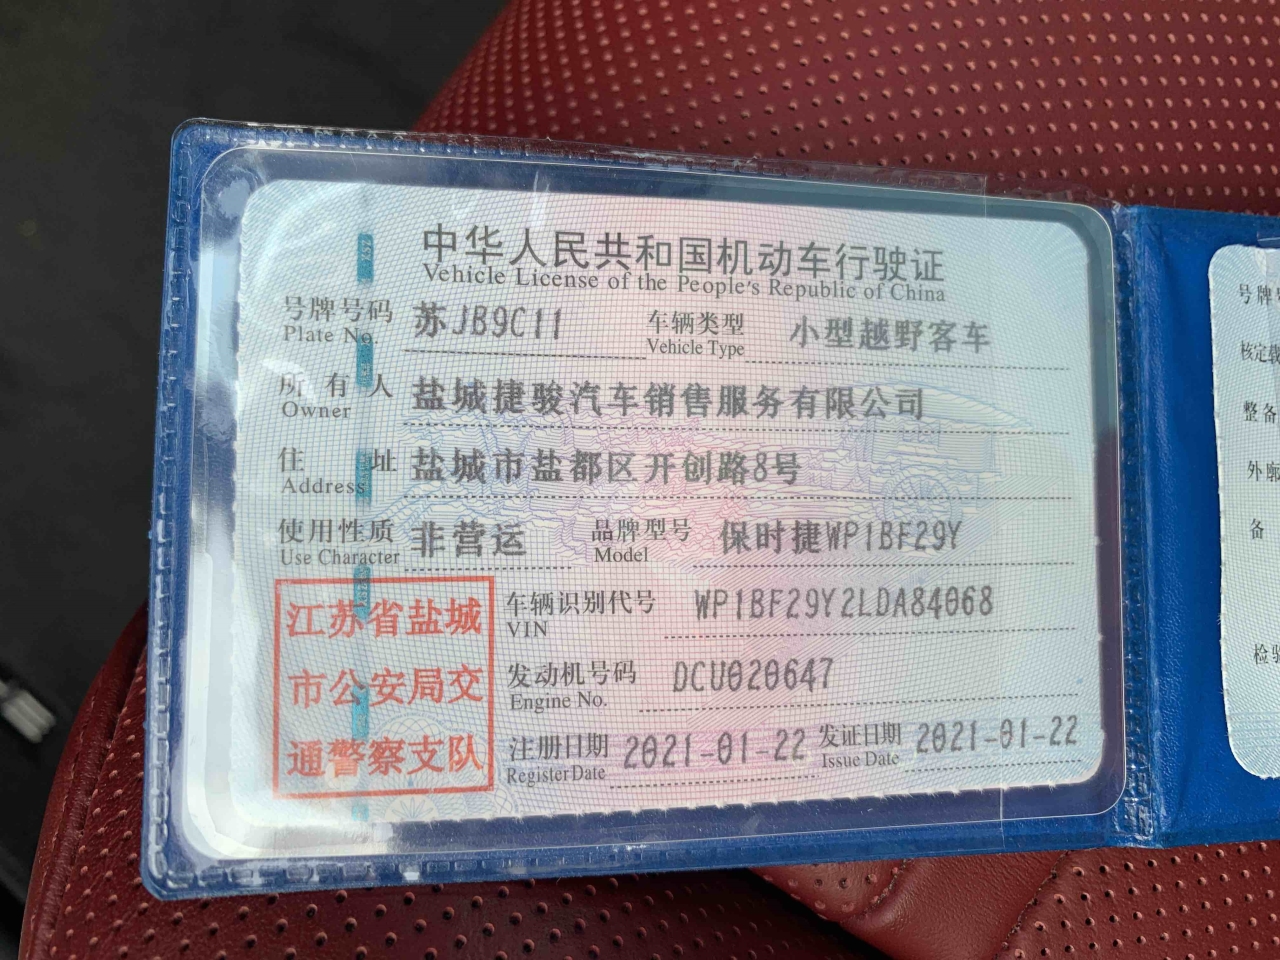 中华人民共和国机动车行驶证
Vehicle License of the People's Republic of China
号牌号码 苏JB9C11 车辆类型 小型越野客车
Plate No. Vehicle Type
所有人 盐城捷骏汽车销售服务有限公司
Owner
住址 盐城市盐都区开创路8号
Address
使用性质 非营运 品牌型号 保时捷WP1BF29Y
Use Character Model
江苏省盐城
市公安局交
通警察支队
车辆识别代号 WP1BF29Y2LDA84068
VIN
发动机号码 DCU020647
Engine No.
注册日期 2021-01-22 发证日期 2021-01-22
Register Date Issue Date
号牌
核定载
整备
外廓
备
检验